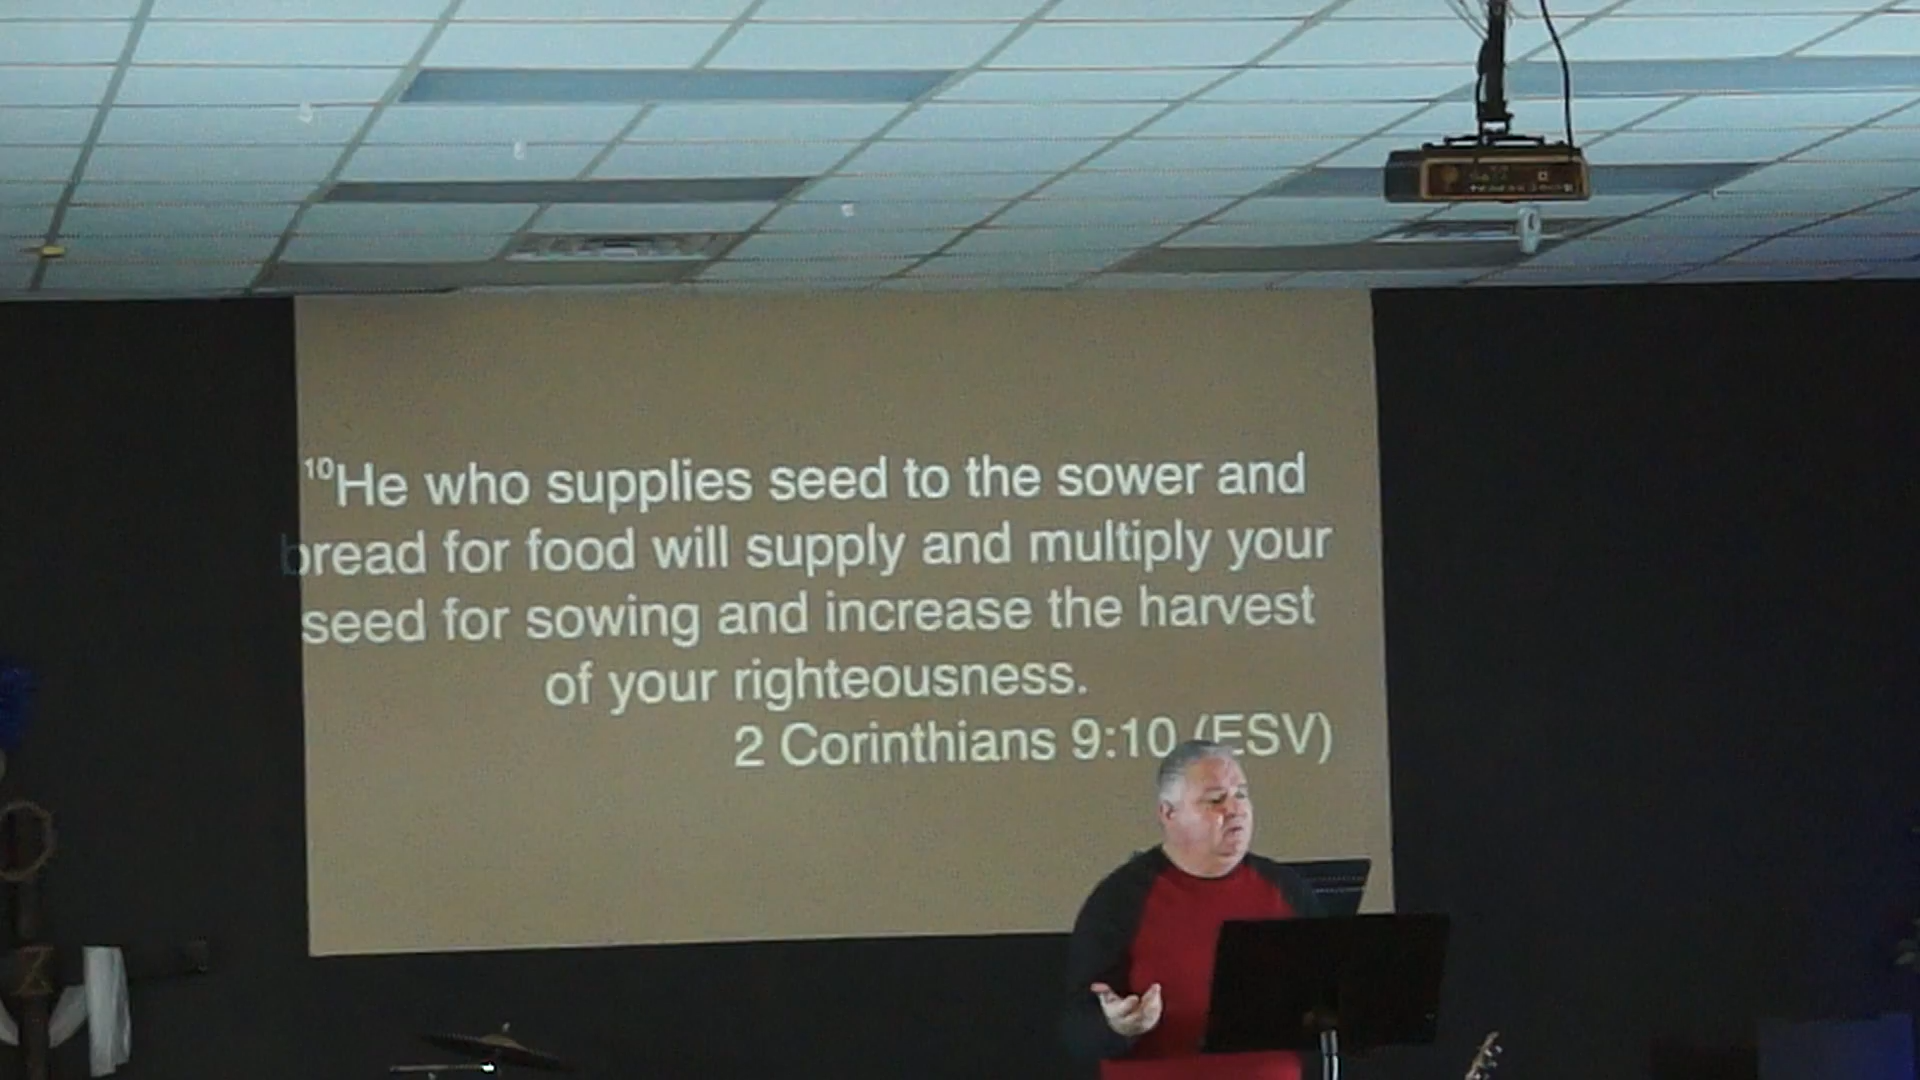 ¹⁰He who supplies seed to the sower and
bread for food will supply and multiply your
seed for sowing and increase the harvest
of your righteousness.
2 Corinthians 9:10 (ESV)